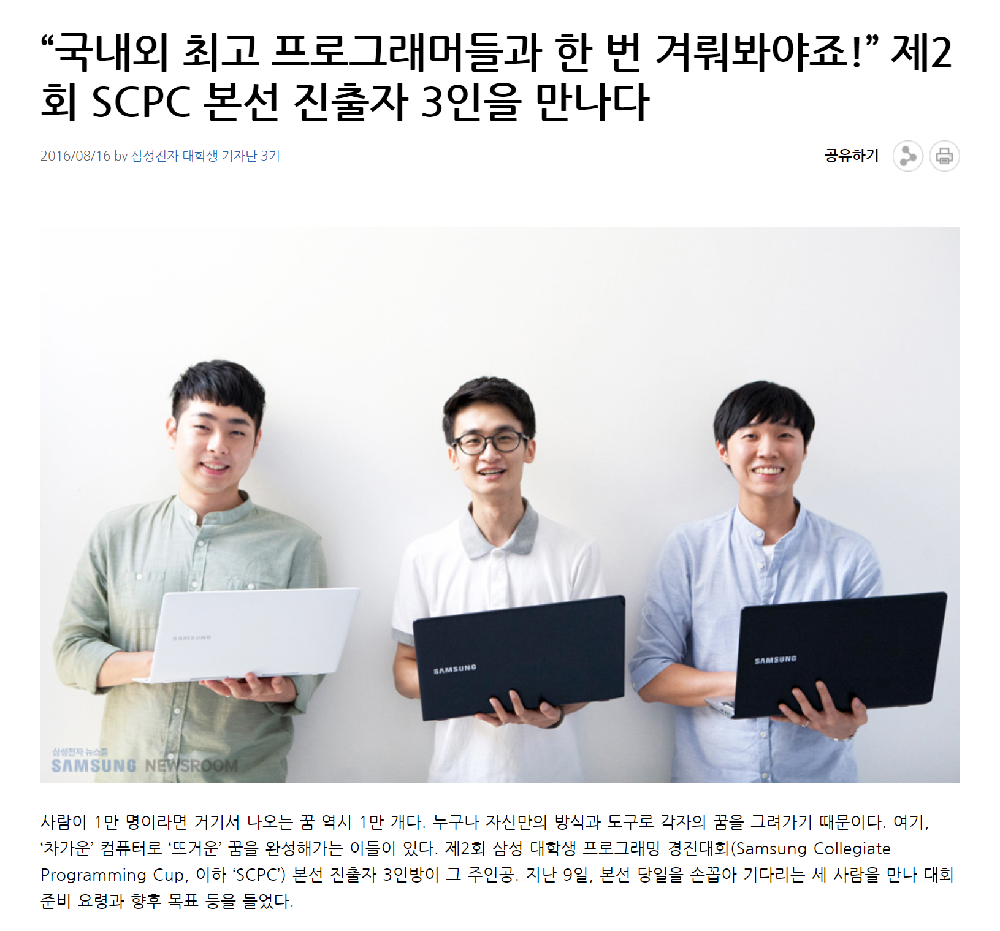 “국내외 최고 프로그래머들과 한 번 겨뤄봐야죠!” 제2
회 SCPC 본선 진출자 3인을 만나다
2016/08/16 by 삼성전자 대학생 기자단 3기
공유하기
SAMSUNG
SAMSUNG
SAMSUNG
삼성전자 뉴스룸
SAMSUNG NEWSROOM
사람이 1만 명이라면 거기서 나오는 꿈 역시 1만 개다. 누구나 자신만의 방식과 도구로 각자의 꿈을 그려가기 때문이다. 여기,
‘차가운’ 컴퓨터로 ‘뜨거운’ 꿈을 완성해가는 이들이 있다. 제2회 삼성 대학생 프로그래밍 경진대회(Samsung Collegiate
Programming Cup, 이하 ‘SCPC’) 본선 진출자 3인방이 그 주인공. 지난 9일, 본선 당일을 손꼽아 기다리는 세 사람을 만나 대회
준비 요령과 향후 목표 등을 들었다.